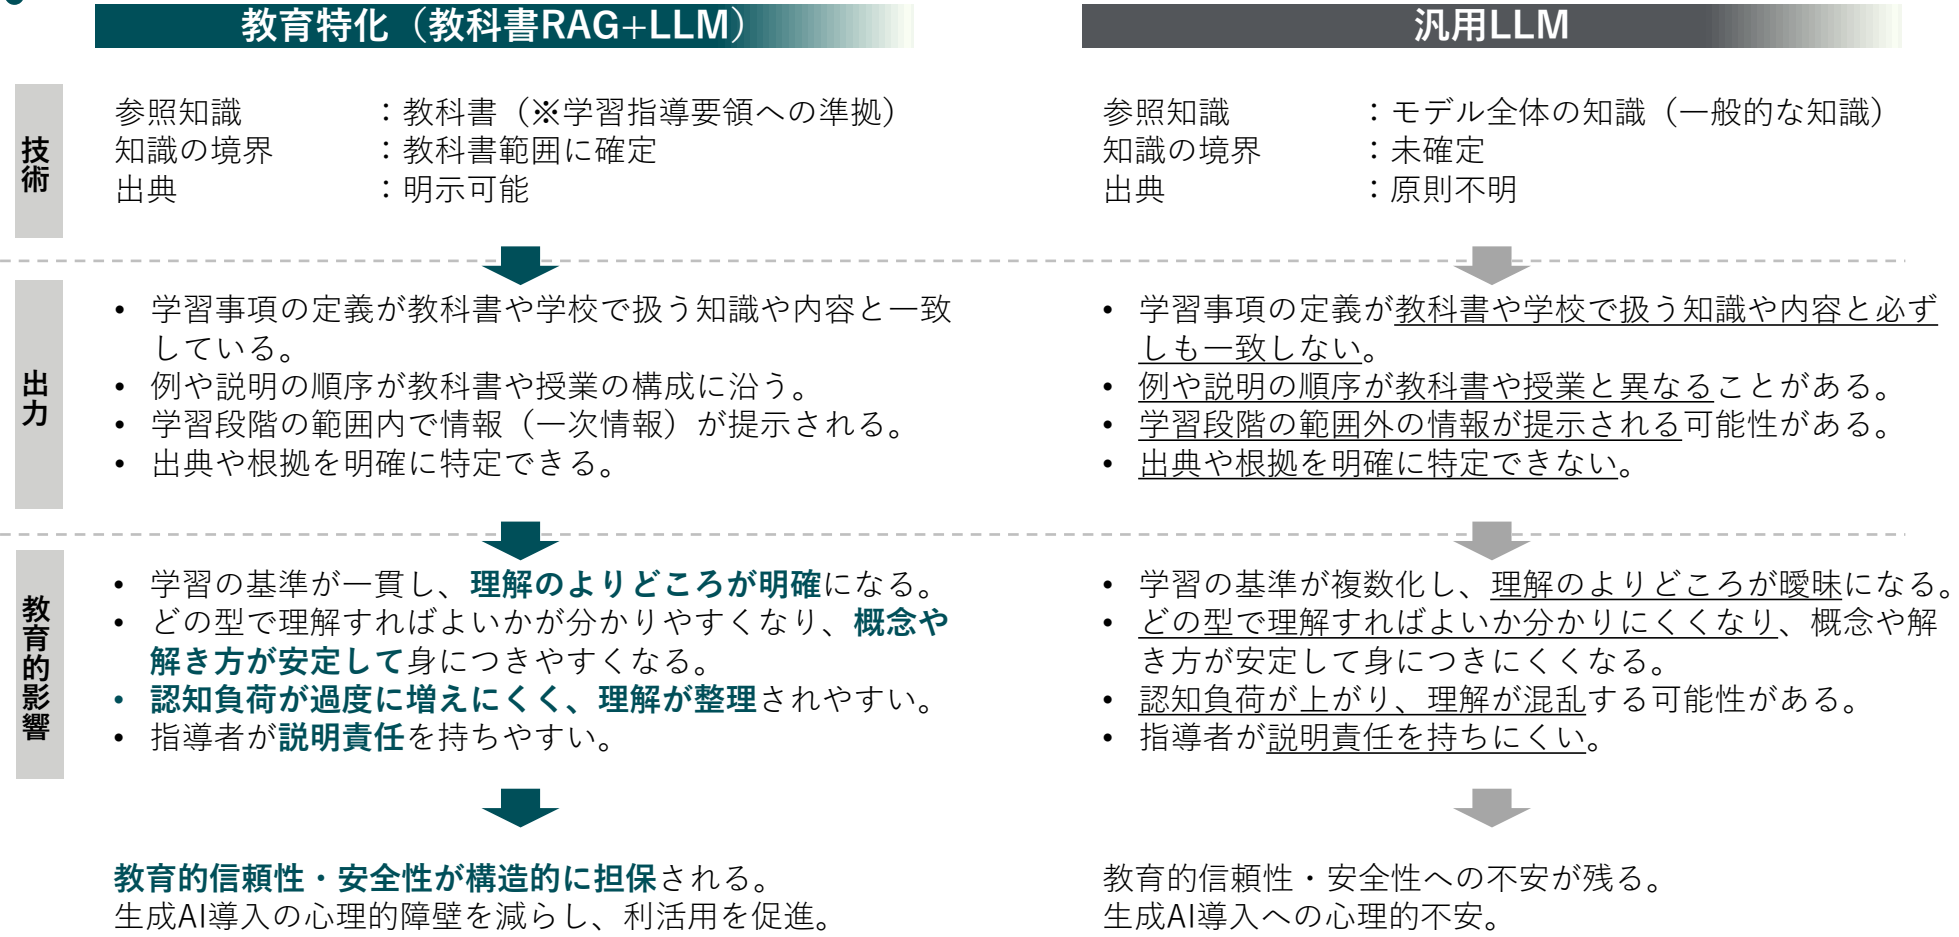 教育特化（教科書RAG+LLM）
技術
参照知識　：教科書（※学習指導要領への準拠）
知識の境界　：教科書範囲に確定
出典　：明示可能
出力
• 学習事項の定義が教科書や学校で扱う知識や内容と一致
している。
• 例や説明の順序が教科書や授業の構成に沿う。
• 学習段階の範囲内で情報（一次情報）が提示される。
• 出典や根拠を明確に特定できる。
教育的影響
• 学習の基準が一貫し、理解のよりどころが明確になる。
• どの型で理解すればよいかが分かりやすくなり、概念や
解き方が安定して身につきやすくなる。
• 認知負荷が過度に増えにくく、理解が整理されやすい。
• 指導者が説明責任を持ちやすい。
教育的信頼性・安全性が構造的に担保される。
生成AI導入の心理的障壁を減らし、利活用を促進。
汎用LLM
参照知識　：モデル全体の知識（一般的な知識）
知識の境界　：未確定
出典　：原則不明
• 学習事項の定義が教科書や学校で扱う知識や内容と必ず
しも一致しない。
• 例や説明の順序が教科書や授業と異なることがある。
• 学習段階の範囲外の情報が提示される可能性がある。
• 出典や根拠を明確に特定できない。
• 学習の基準が複数化し、理解のよりどころが曖昧になる。
• どの型で理解すればよいか分かりにくくなり、概念や解
き方が安定して身につきにくくなる。
• 認知負荷が上がり、理解が混乱する可能性がある。
• 指導者が説明責任を持ちにくい。
教育的信頼性・安全性への不安が残る。
生成AI導入への心理的不安。